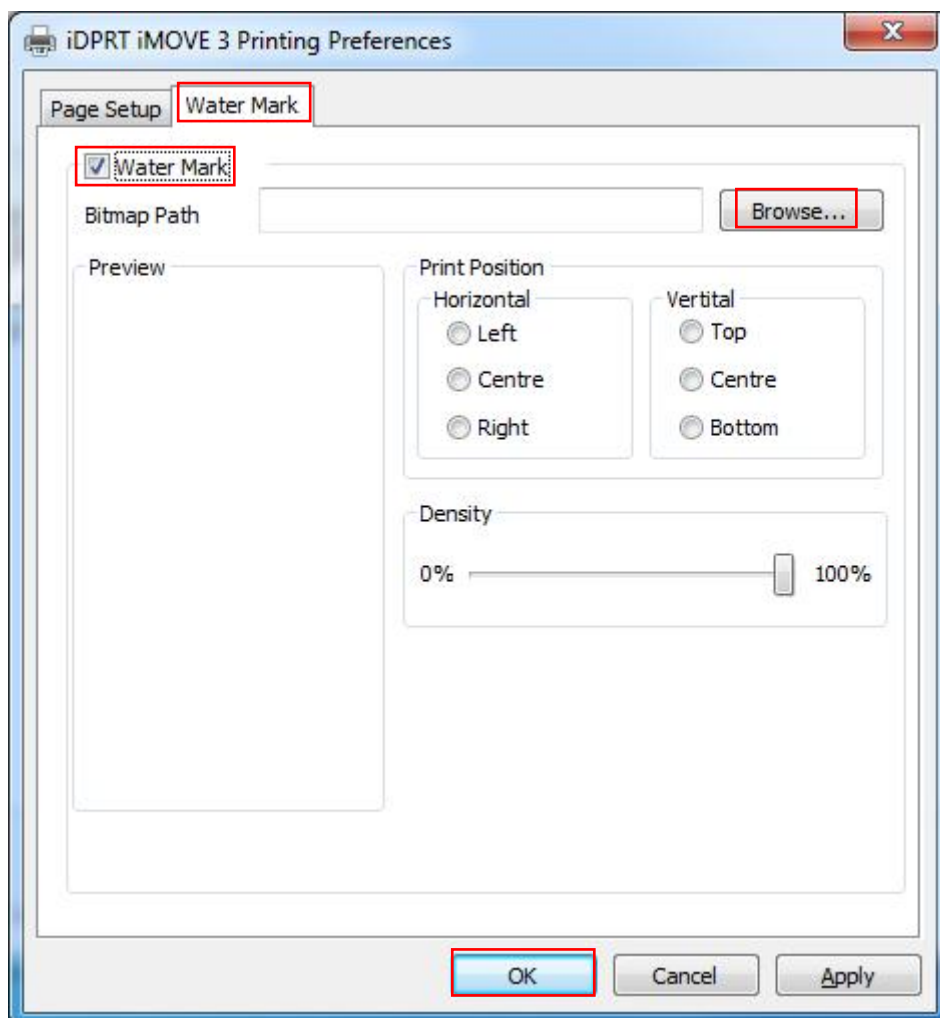 iDPRT iMOVE 3 Printing Preferences
Page Setup Water Mark
Water Mark
Bitmap Path Browse...
Preview
Print Position
Horizontal Vertital
Left Top
Centre Centre
Right Bottom
Density
0% 100%
OK Cancel Apply